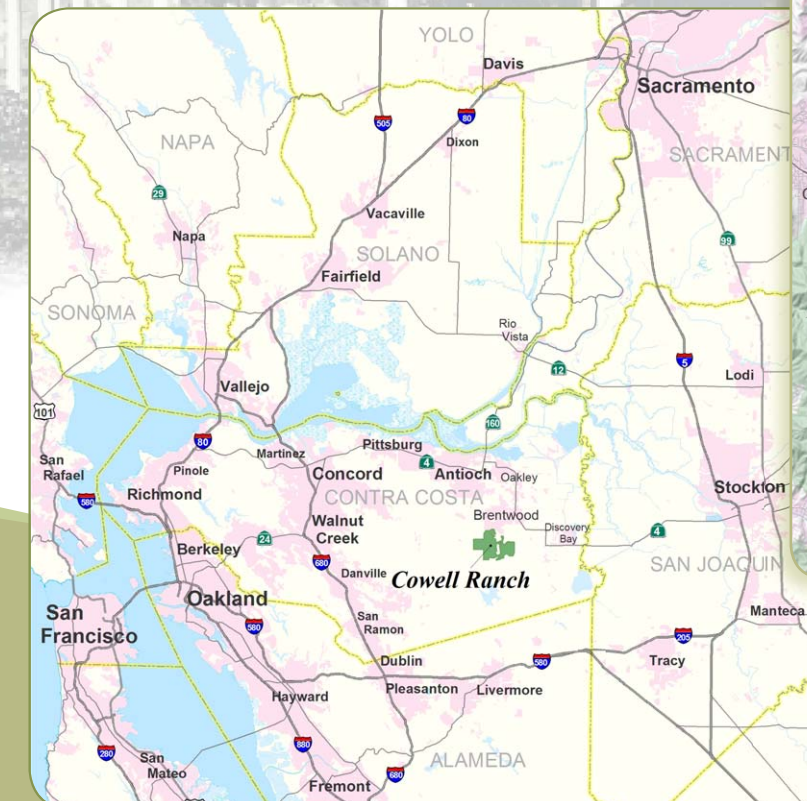 YOLO
Davis
Sacramento
505
80
Dixon
NAPA
SACRAMENT
29
Vacaville
Napa
99
SOLANO
Fairfield
SONOMA
Rio
Vista
5
12
Lodi
Vallejo
101
160
80
Pittsburg
Martinez
4
San
Rafael
Pinole
Concord
Antioch
Oakley
580
Richmond
CONTRA COSTA
Stockton
Walnut
Creek
Brentwood
Discovery
Bay
4
24
Berkeley
680
Danville
Cowell Ranch
SAN JOAQUIN
Oakland
San
Francisco
580
San
Ramon
Manteca
205
Dublin
580
Tracy
Hayward
Pleasanton
Livermore
880
280
San
Mateo
680
ALAMEDA
Fremont